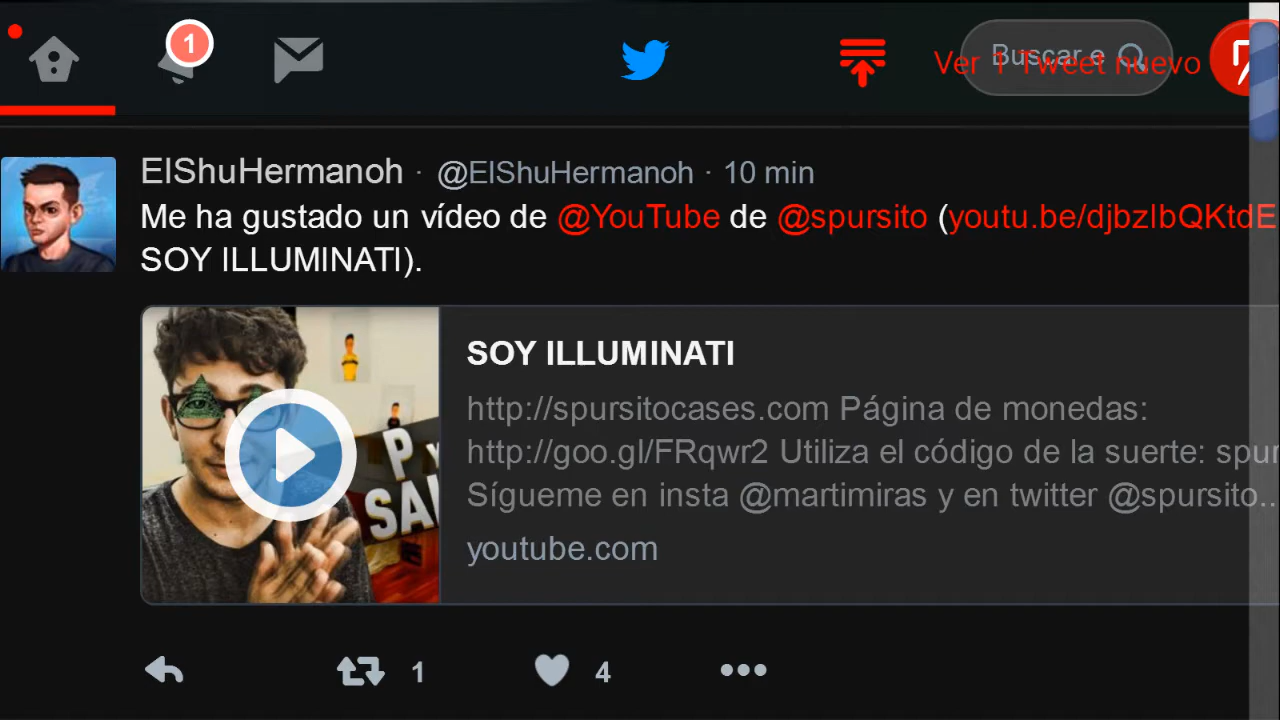 1
Buscar e
Ver 1 Tweet nuevo
ElShuHermanoh · @ElShuHermanoh · 10 min
Me ha gustado un vídeo de @YouTube de @spursito (youtu.be/djbzIbQKtdE
SOY ILLUMINATI).
P
SAL
SOY ILLUMINATI
http://spursitocases.com Página de monedas:
http://goo.gl/FRqwr2 Utiliza el código de la suerte: spur
Sígueme en insta @martimiras y en twitter @spursito...
youtube.com
1
4